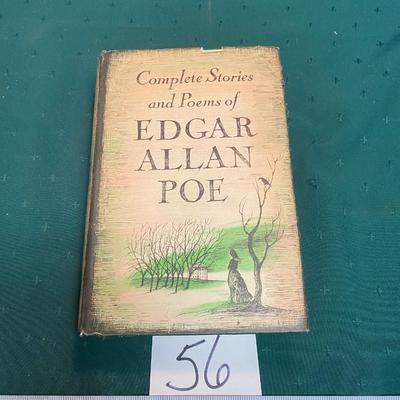 Complete Stories
and Poems of
EDGAR
ALLAN
POE
56